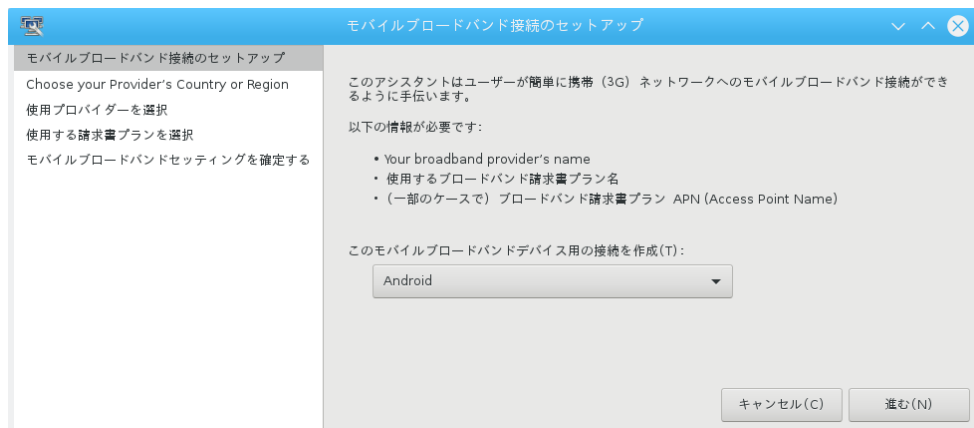 モバイルブロードバンド接続のセットアップ
モバイルブロードバンド接続のセットアップ
Choose your Provider's Country or Region
使用プロバイダーを選択
使用する請求書プランを選択
モバイルブロードバンドセッティングを確定する
このアシスタントはユーザーが簡単に携帯（3G）ネットワークへのモバイルブロードバンド接続ができ
るように手伝います。
以下の情報が必要です:
• Your broadband provider's name
• 使用するブロードバンド請求書プラン名
•（一部のケースで）ブロードバンド請求書プラン APN (Access Point Name)
このモバイルブロードバンドデバイス用の接続を作成(T):
Android
キャンセル(C)
進む(N)